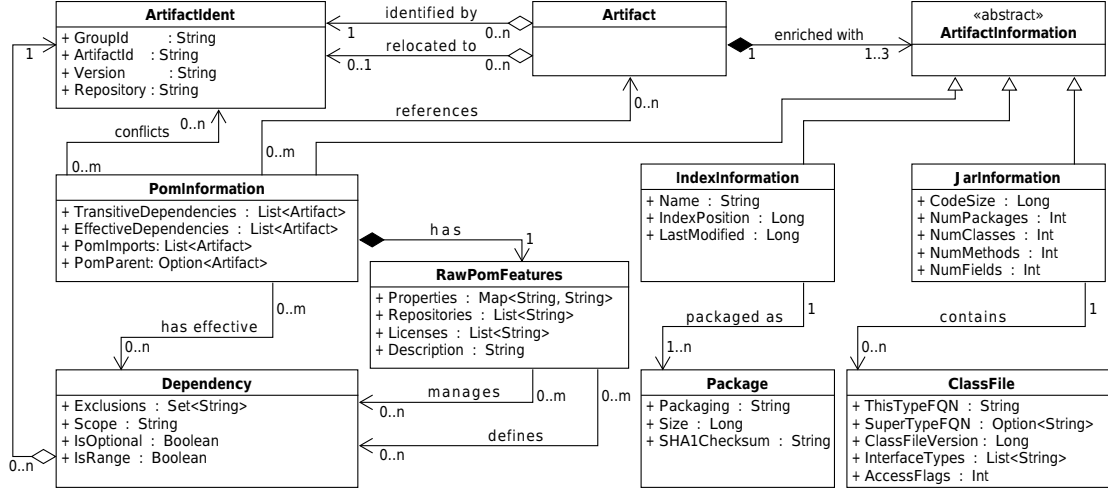 ArtifactIdent
+ GroupId : String
+ ArtifactId : String
+ Version : String
+ Repository : String
identified by
1
0..n
relocated to
0..1
0..n
Artifact
enriched with
1
1..3
«abstract»
ArtifactInformation
1
conflicts
0..n
0..m
references
0..n
0..m
PomInformation
+ TransitiveDependencies : List<Artifact>
+ EffectiveDependencies : List<Artifact>
+ PomImports: List<Artifact>
+ PomParent: Option<Artifact>
has
1
IndexInformation
+ Name : String
+ IndexPosition : Long
+ LastModified : Long
JarInformation
+ CodeSize : Long
+ NumPackages : Int
+ NumClasses : Int
+ NumMethods : Int
+ NumFields : Int
RawPomFeatures
+ Properties : Map<String, String>
+ Repositories : List<String>
+ Licenses : List<String>
+ Description : String
has effective
0..m
0..n
packaged as
1
1..n
contains
1
0..n
Dependency
+ Exclusions : Set<String>
+ Scope : String
+ IsOptional : Boolean
+ IsRange : Boolean
0..n
manages
0..m
0..n
defines
0..m
0..n
Package
+ Packaging : String
+ Size : Long
+ SHA1Checksum : String
ClassFile
+ ThisTypeFQN : String
+ SuperTypeFQN : Option<String>
+ ClassFileVersion : Long
+ InterfaceTypes : List<String>
+ AccessFlags : Int